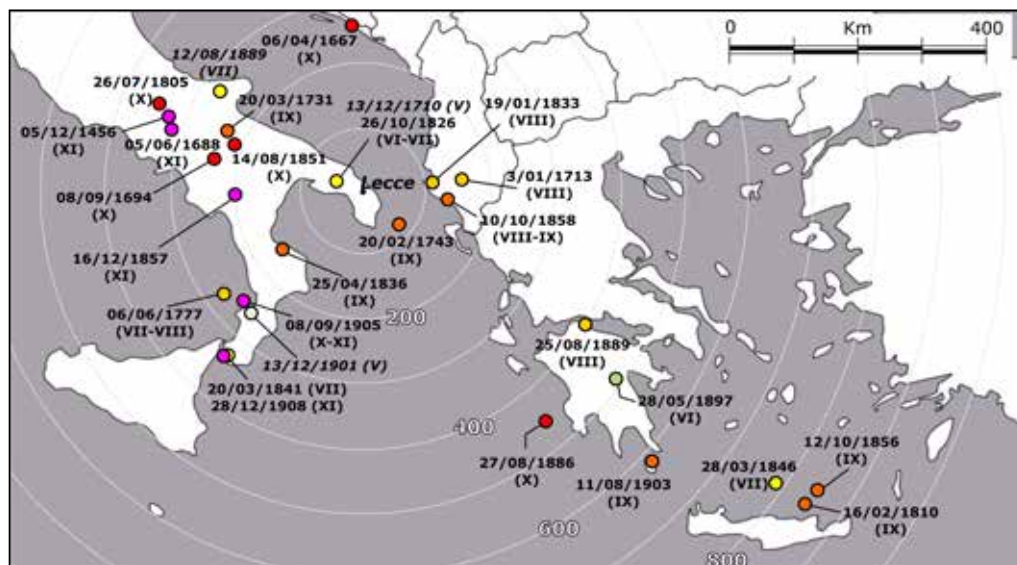 0
Km
400
06/04/1667
(X)
12/08/1889
(VII)
26/07/1805
(X)
20/03/1731
(IX)
13/12/1710 (V)
26/10/1826
(VI-VII)
19/01/1833
(VIII)
05/12/1456
(XI)
05/06/1688
(XI)
14/08/1851
(X)
Lecce
3/01/1713
(VIII)
08/09/1694
(X)
10/10/1858
(VIII-IX)
20/02/1743
(IX)
16/12/1857
(XI)
25/04/1836
(IX)
06/06/1777
(VII-VIII)
08/09/1905
(X-XI)
200
13/12/1901 (V)
25/08/1889
(VIII)
20/03/1841 (VII)
28/12/1908 (XI)
28/05/1897
(VI)
400
27/08/1886
(X)
11/08/1903
(IX)
28/03/1846
(VII)
12/10/1856
(IX)
16/02/1810
(IX)
600
800